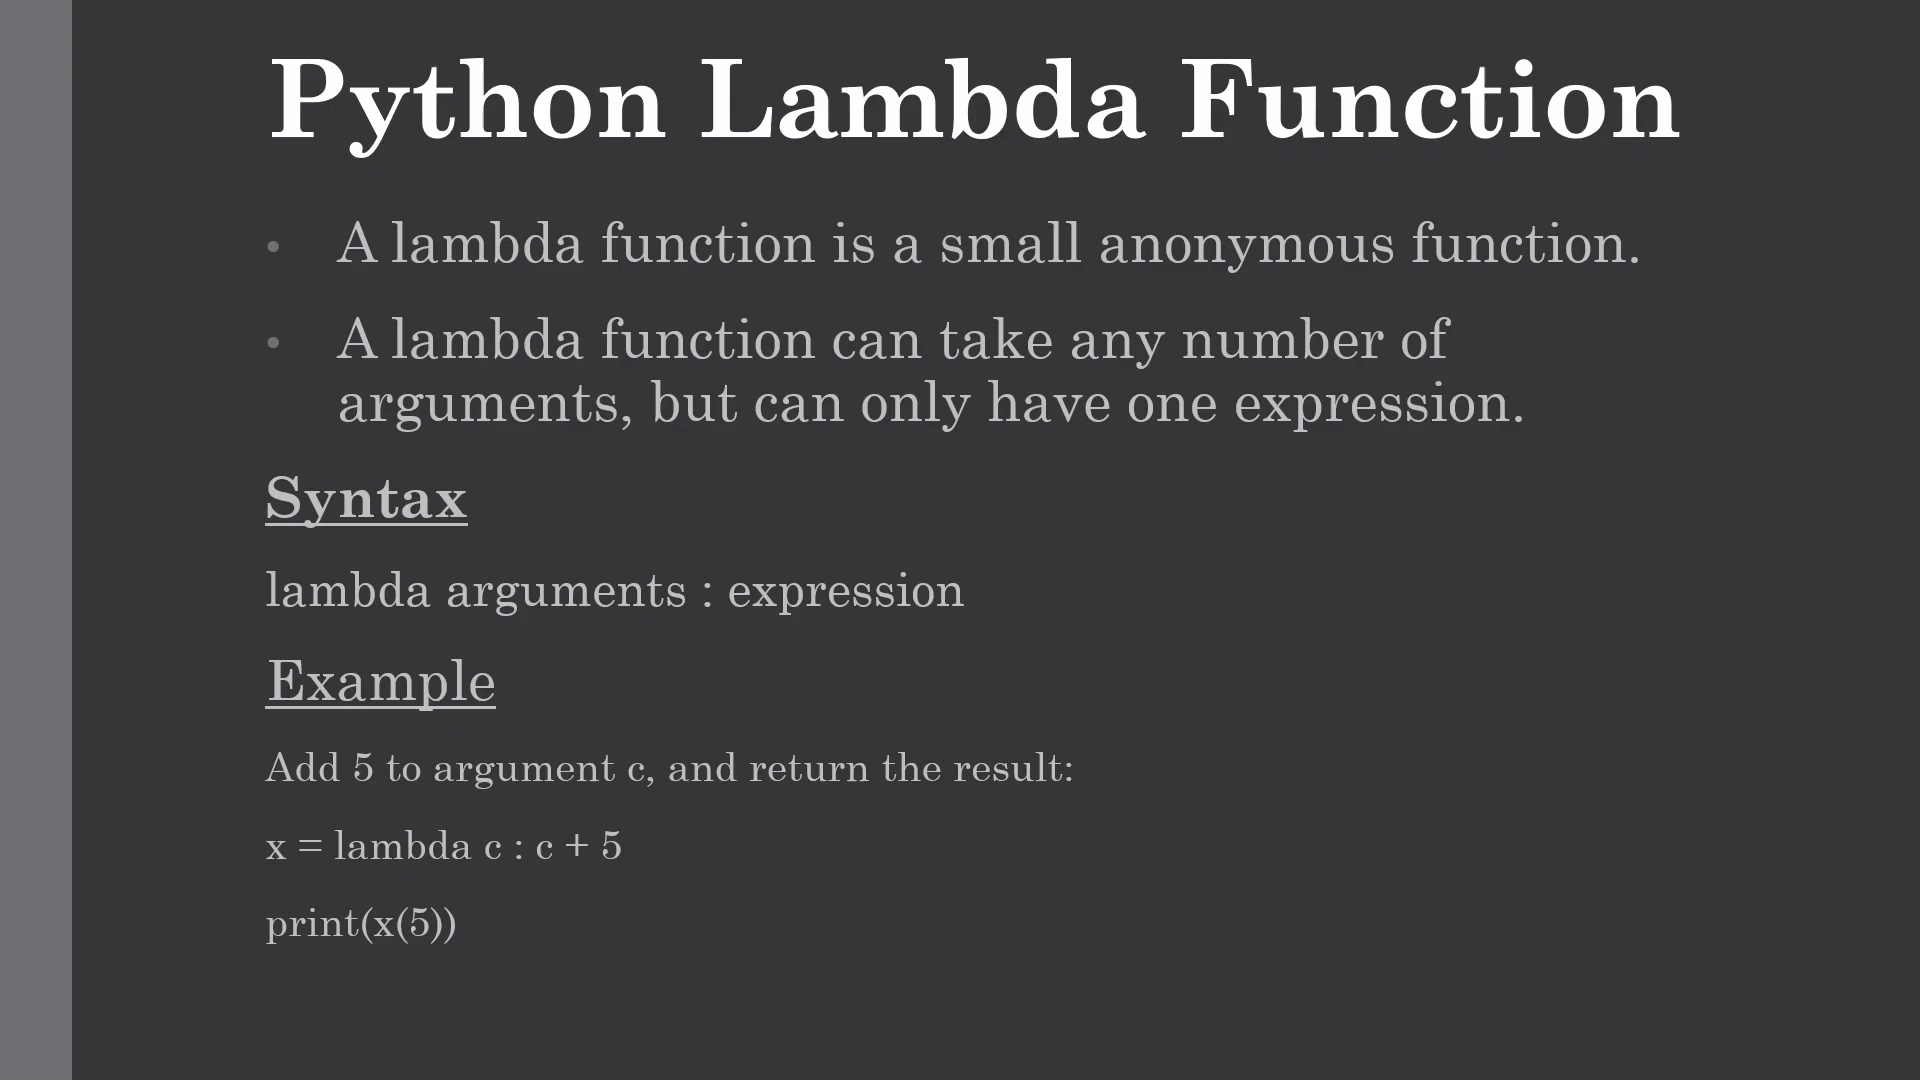 Python Lambda Function
• A lambda function is a small anonymous function.
• A lambda function can take any number of
arguments, but can only have one expression.
Syntax
lambda arguments : expression
Example
Add 5 to argument c, and return the result:
x = lambda c : c + 5
print(x(5))